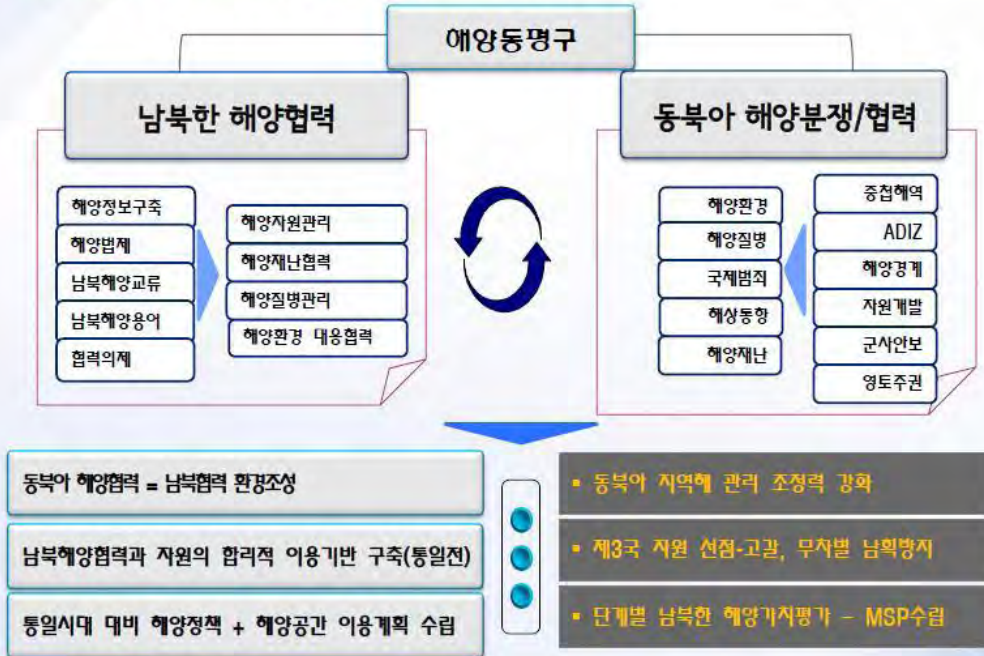 해양동평구
남북한 해양협력
해양정보구축
해양법제
남북해양교류
남북해양용어
협력의제
해양자원관리
해양재난협력
해양질병관리
해양환경 대응협력
동북아 해양분쟁/협력
해양환경
해양질병
국제범죄
해상동향
해양재난
중첩해역
ADIZ
해양경계
자원개발
군사안보
영토주권
동북아 해양협력 = 남북협력 환경조성
남북해양협력과 자원의 합리적 이용기반 구축(통일전)
통일시대 대비 해양정책 + 해양공간 이용계획 수립
▪ 동북아 지역해 관리 조정력 강화
▪ 제3국 자원 선점-고갈, 무차별 남획방지
▪ 단계별 남북한 해양가치평가 - MSP수립